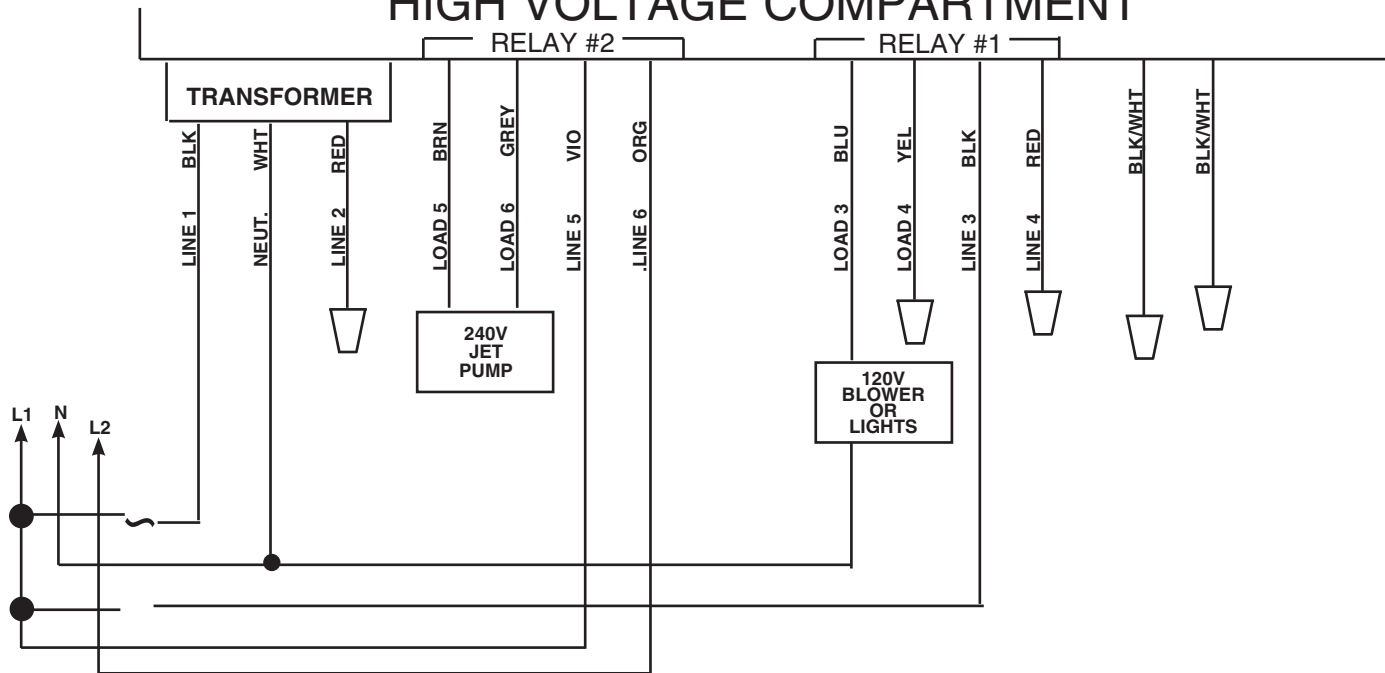 HIGH VOLTAGE COMPARTMENT
RELAY #2
RELAY #1
TRANSFORMER
LINE 1 BLK
NEUT. WHT
LINE 2 RED
LOAD 5 BRN
LOAD 6 GREY
LINE 5 VIO
.LINE 6 ORG
LOAD 3 BLU
LOAD 4 YEL
LINE 3 BLK
LINE 4 RED
BLK/WHT
BLK/WHT
240V
JET
PUMP
120V
BLOWER
OR
LIGHTS
L1
N
L2